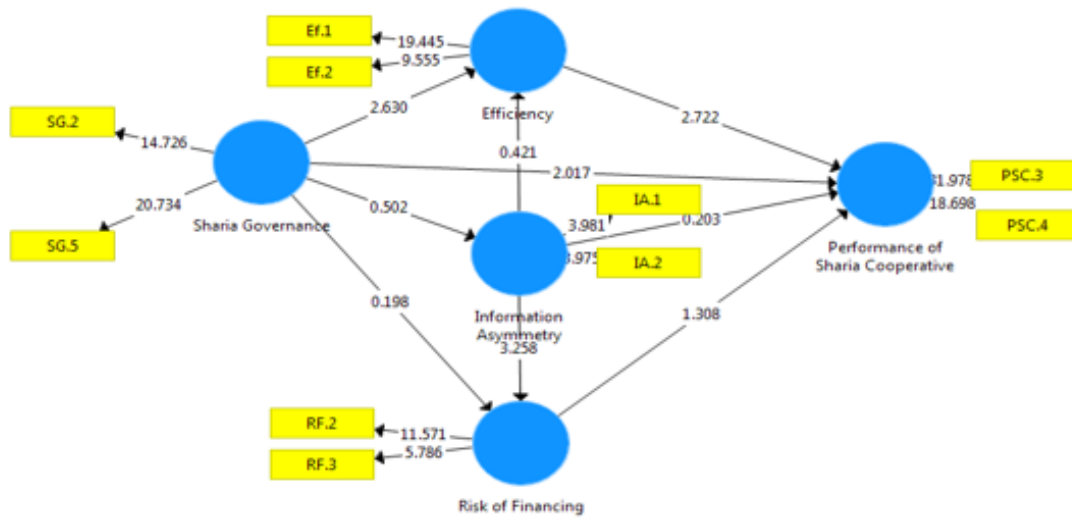 Ef.1
19.445
Ef.2
9.555
Efficiency
2.630
2.722
SG.2
14.726
0.421
2.017
31.978
PSC.3
18.698
PSC.4
20.734
Sharia Governance
SG.5
0.502
IA.1
3.981
0.203
IA.2
Performance of
Sharia Cooperative
0.198
Information
Asymmetry
3.258
1.308
RF.2
11.571
RF.3
5.786
Risk of Financing